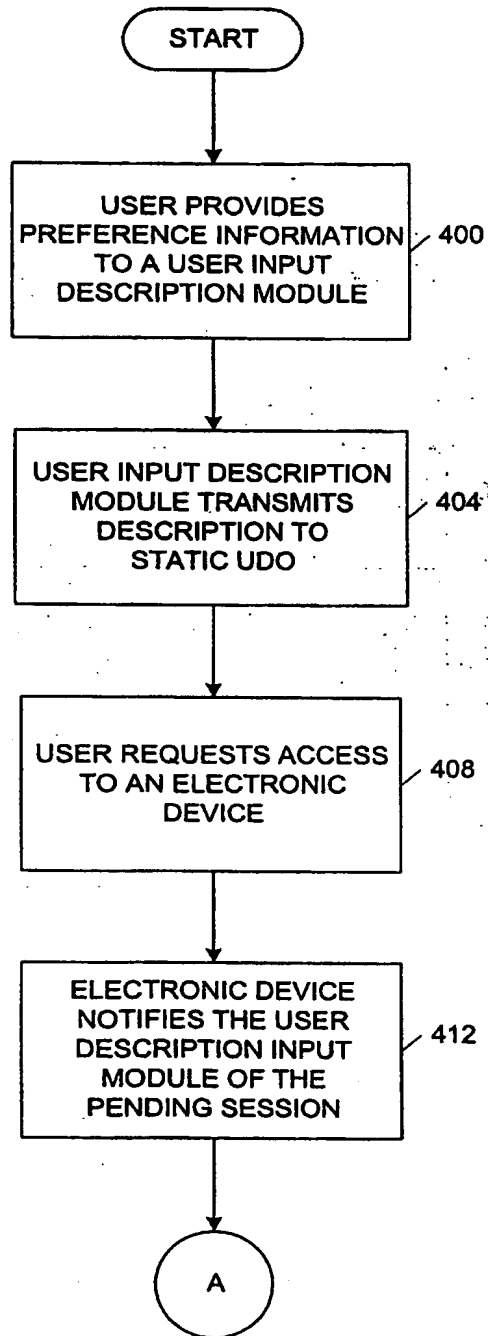 START
USER PROVIDES
PREFERENCE INFORMATION
TO A USER INPUT
DESCRIPTION MODULE
400
USER INPUT DESCRIPTION
MODULE TRANSMITS
DESCRIPTION TO
STATIC UDO
404
USER REQUESTS ACCESS
TO AN ELECTRONIC
DEVICE
408
ELECTRONIC DEVICE
NOTIFIES THE USER
DESCRIPTION INPUT
MODULE OF THE
PENDING SESSION
412
A